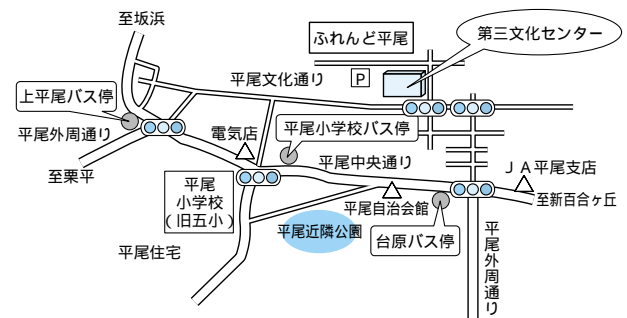 至坂浜
ふれんど平尾
第三文化センター
平尾文化通り
P
上平尾バス停
平尾外周通り
電気店
平尾小学校バス停
平尾中央通り
至栗平
ＪＡ平尾支店
平尾
小学校
（旧五小）
平尾自治会館
至新百合ヶ丘
平尾近隣公園
台原バス停
平尾住宅
平尾外周通り